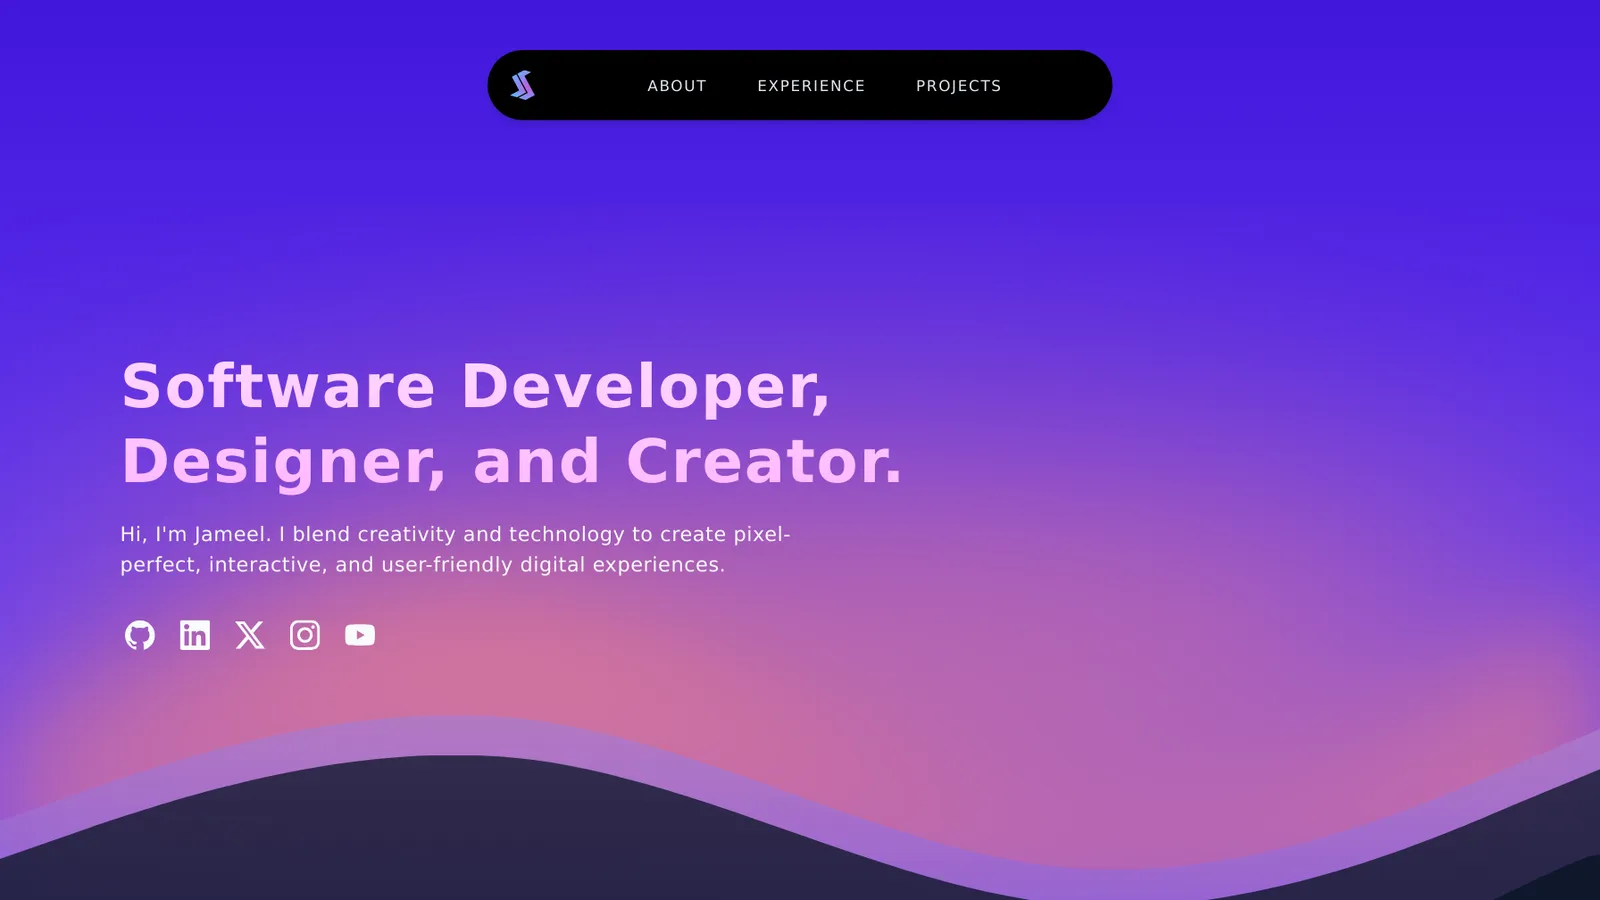 ABOUT EXPERIENCE PROJECTS
Software Developer,
Designer, and Creator.
Hi, I'm Jameel. I blend creativity and technology to create pixel-
perfect, interactive, and user-friendly digital experiences.